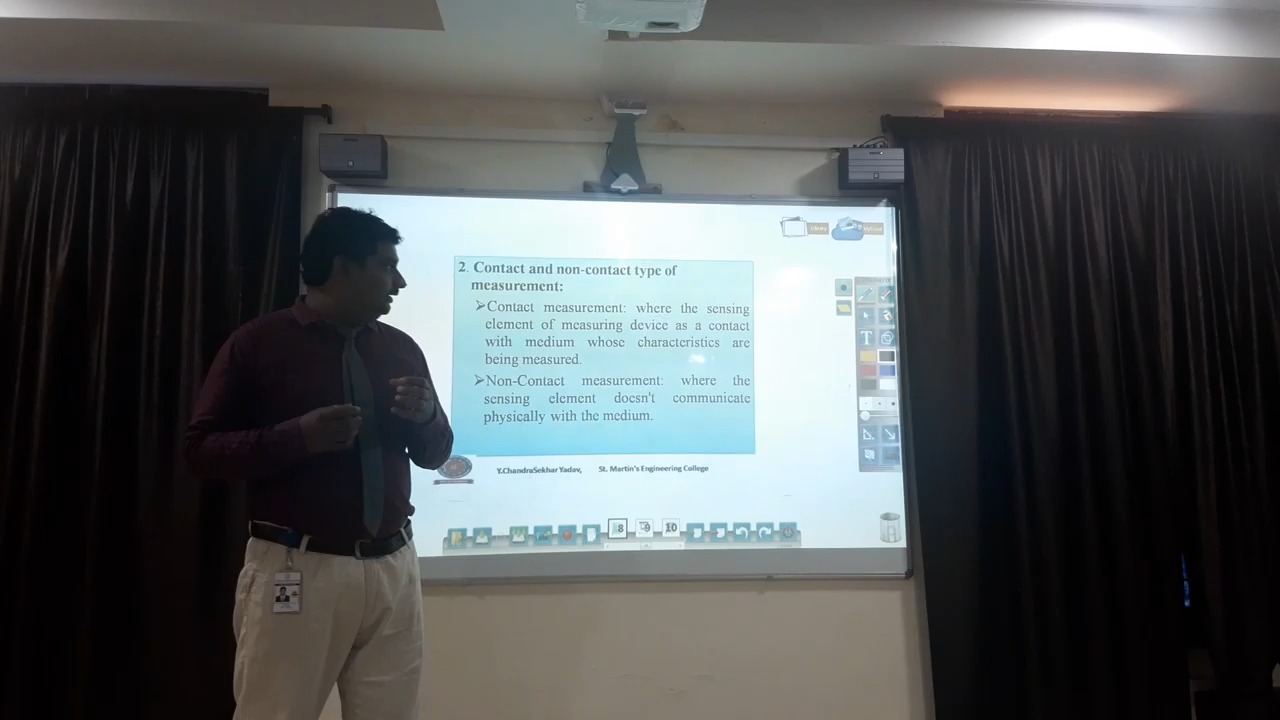 Library
2. Contact and non-contact type of
measurement:
➢Contact measurement: where the sensing
element of measuring device as a contact
with medium whose characteristics are
being measured.
➢Non-Contact measurement: where the
sensing element doesn't communicate
physically with the medium.
Y.ChandraSekhar Yadav, St. Martin's Engineering College
8 9 10
T